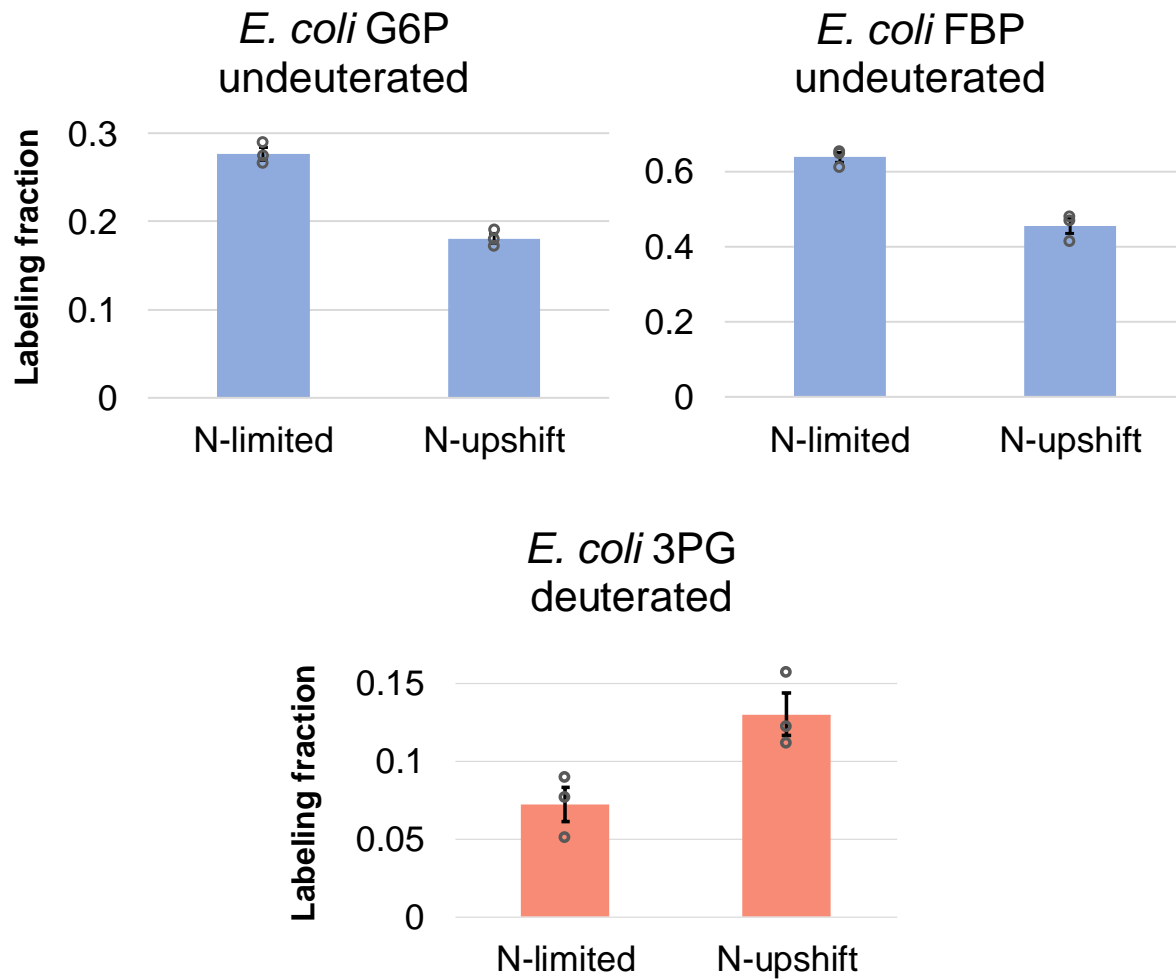 E. coli G6P
undeuterated
Labeling fraction
0.3
0.2
0.1
0
N-limited
N-upshift
E. coli FBP
undeuterated
0.6
0.4
0.2
0
N-limited
N-upshift
E. coli 3PG
deuterated
Labeling fraction
0.15
0.1
0.05
0
N-limited
N-upshift